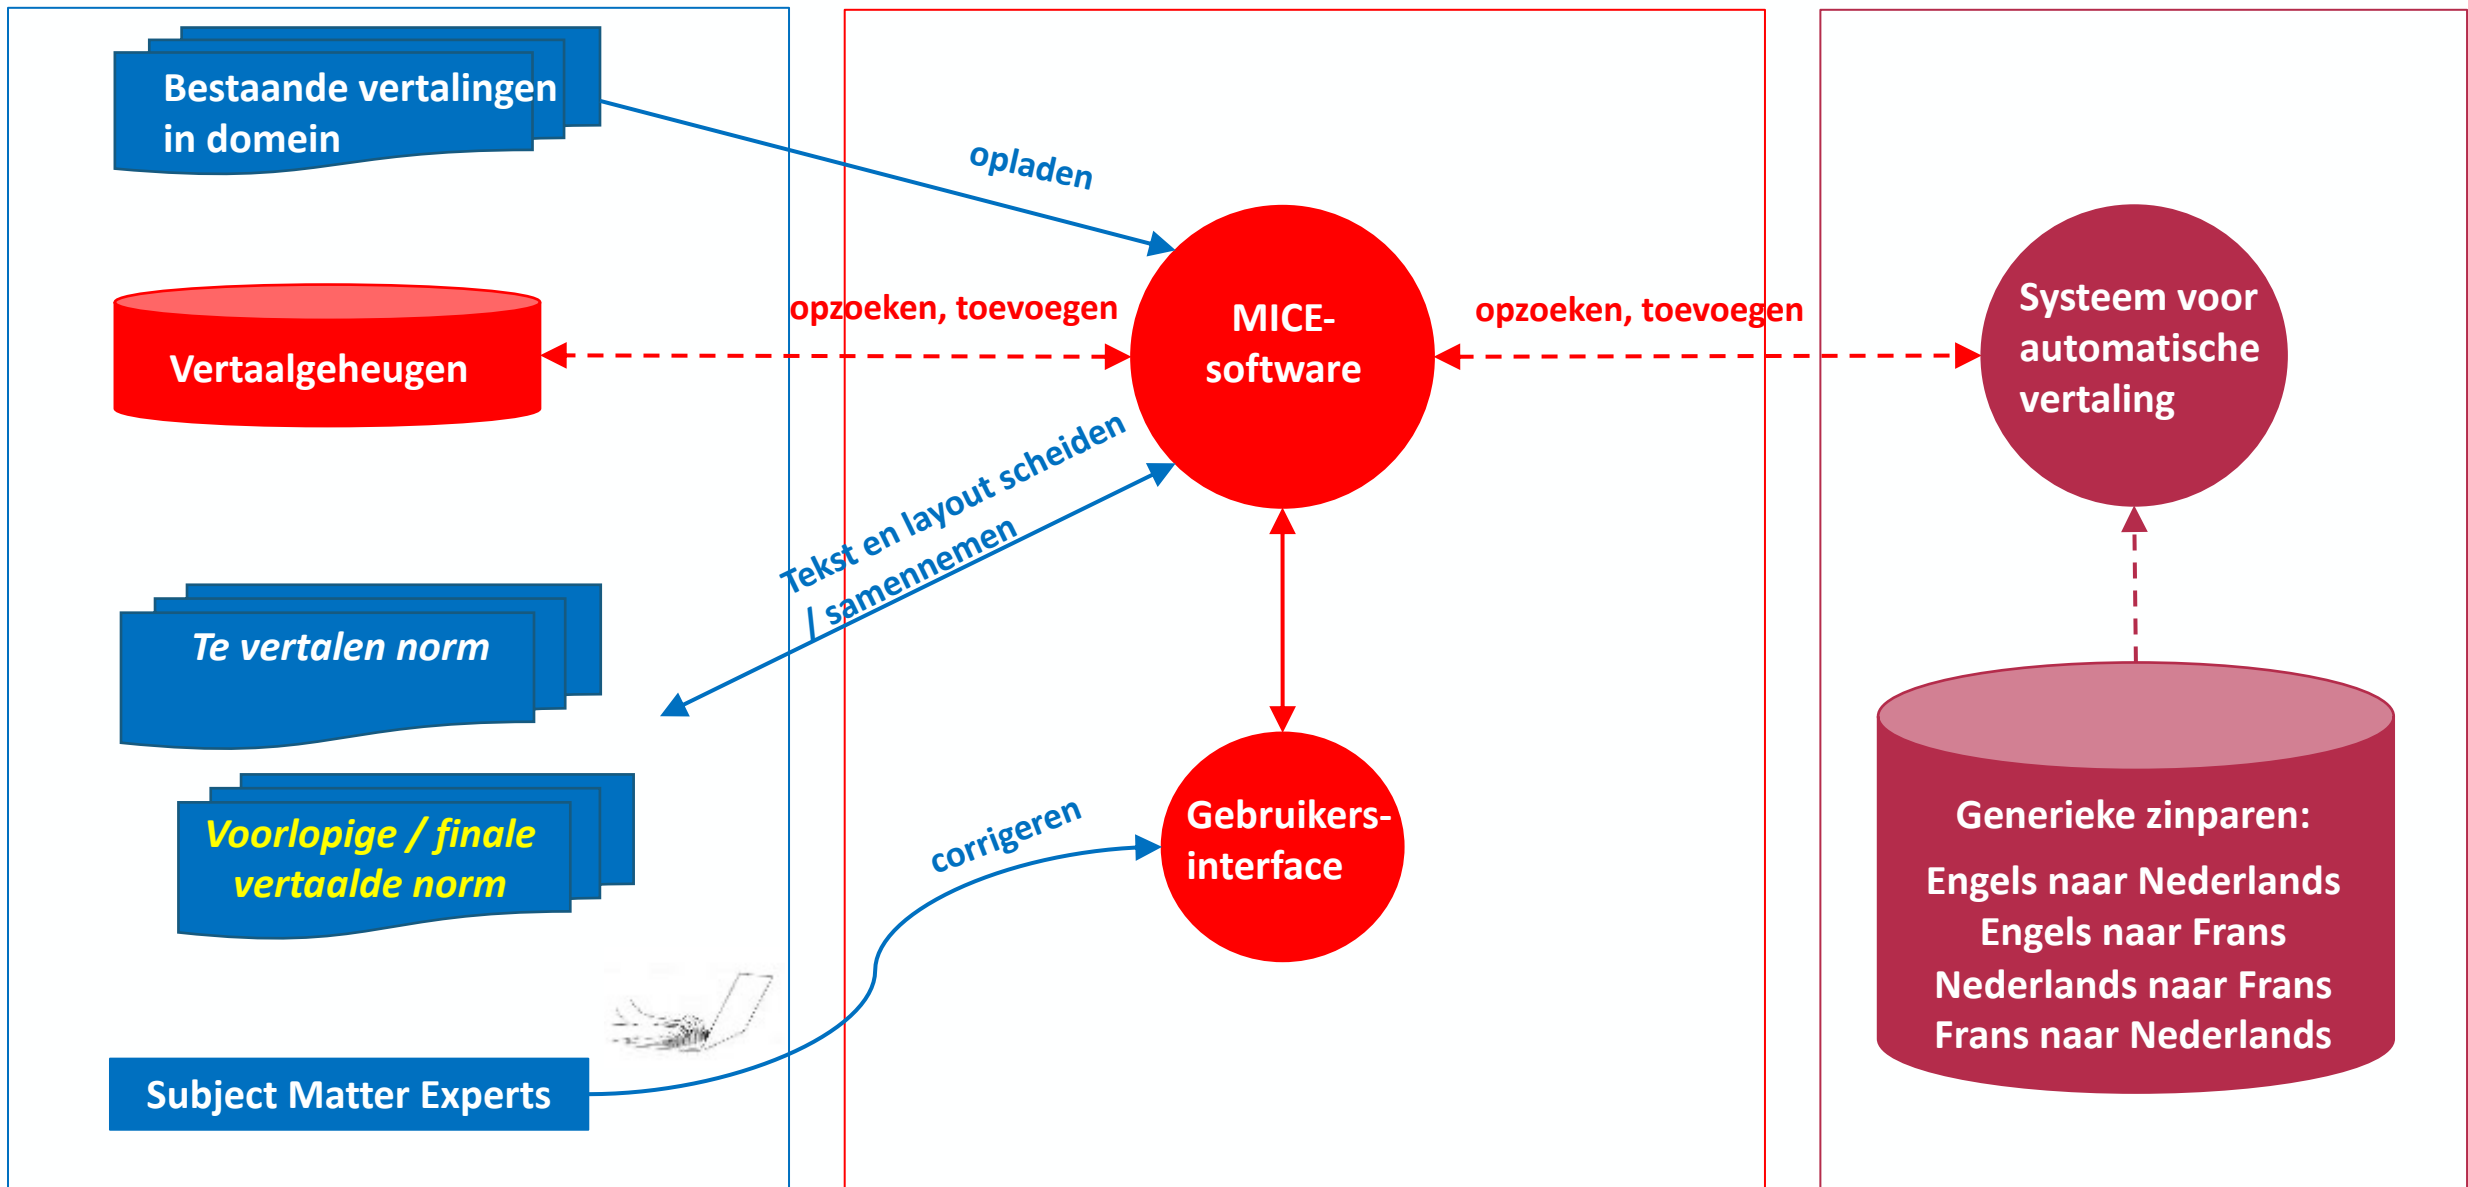 Bestaande vertalingen
in domein
opladen
Vertaalgeheugen
opzoeken, toevoegen
MICE-
software
opzoeken, toevoegen
Systeem voor
automatische
vertaling
Tekst en layout scheiden
/ samennemen
Te vertalen norm
Voorlopige / finale
vertaalde norm
corrigeren
Gebruikers-
interface
Generieke zinparen:
Engels naar Nederlands
Engels naar Frans
Nederlands naar Frans
Frans naar Nederlands
Subject Matter Experts